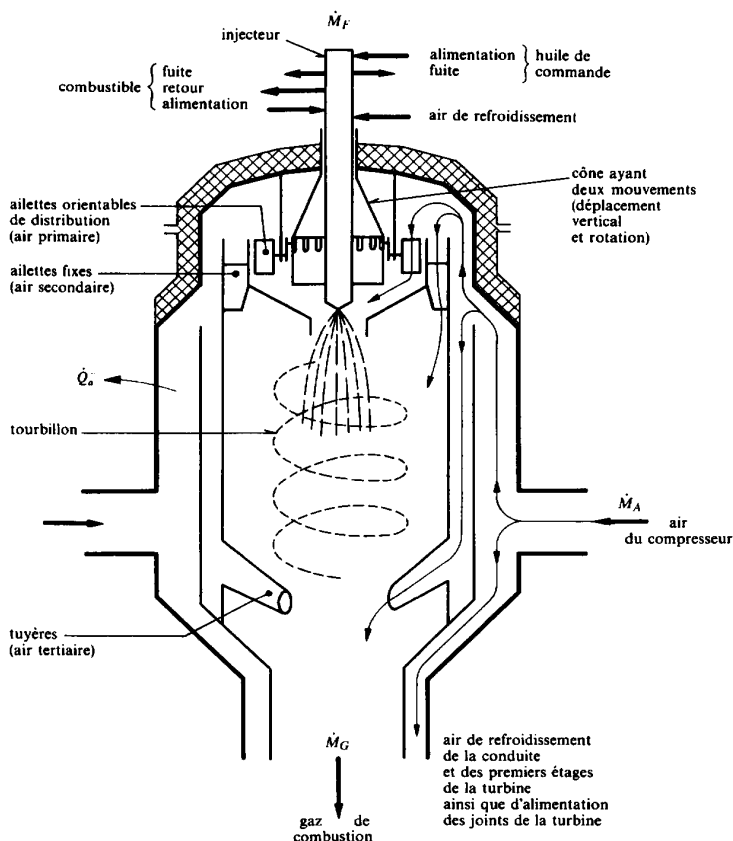 Ṁ_F
injecteur
combustible { fuite
retour
alimentation
alimentation } huile de
fuite } commande
air de refroidissement
ailettes orientables
de distribution
(air primaire)
ailettes fixes
(air secondaire)
cône ayant
deux mouvements
(déplacement
vertical
et rotation)
Q̇a
tourbillon
Ṁ_A
air
du compresseur
tuyères
(air tertiaire)
Ṁ_G
gaz de
combustion
air de refroidissement
de la conduite
et des premiers étages
de la turbine
ainsi que d'alimentation
des joints de la turbine